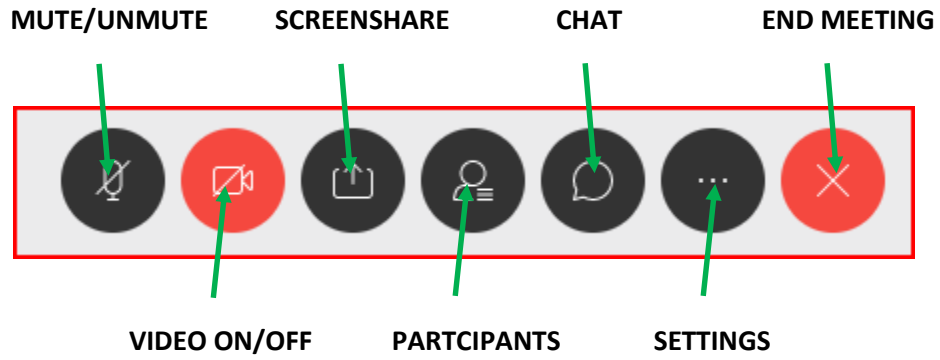 MUTE/UNMUTE SCREENSHARE CHAT END MEETING
VIDEO ON/OFF PARTCIPANTS SETTINGS